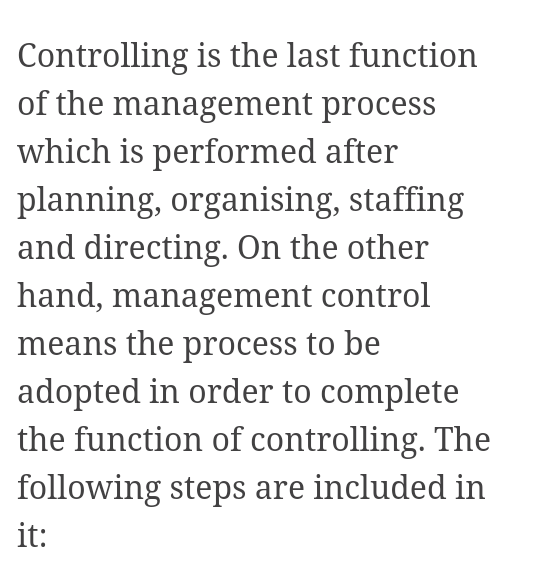 Controlling is the last function
of the management process
which is performed after
planning, organising, staffing
and directing. On the other
hand, management control
means the process to be
adopted in order to complete
the function of controlling. The
following steps are included in
it: